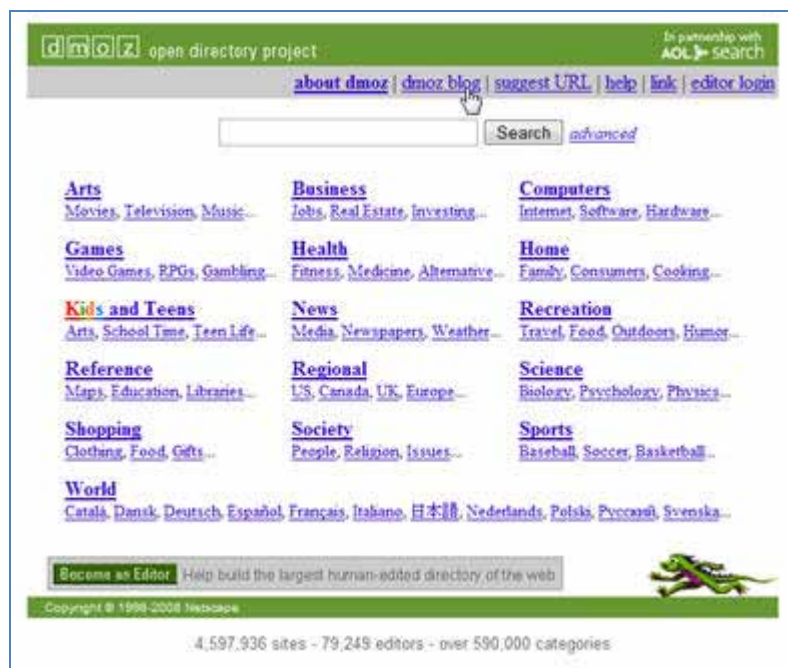 dmoz open directory project
In partnership with
AOL search
about dmoz | dmoz blog | suggest URL | help | link | editor login
Search advanced
Arts
Movies, Television, Music...
Business
Jobs, Real Estate, Investing...
Computers
Internet, Software, Hardware...
Games
Video Games, RPGs, Gambling...
Health
Fitness, Medicine, Alternative...
Home
Family, Consumers, Cooking...
Kids and Teens
Arts, School Time, Teen Life...
News
Media, Newspapers, Weather...
Recreation
Travel, Food, Outdoors, Humor...
Reference
Maps, Education, Libraries...
Regional
US, Canada, UK, Europe...
Science
Biology, Psychology, Physics...
Shopping
Clothing, Food, Gifts...
Society
People, Religion, Issues...
Sports
Baseball, Soccer, Basketball...
World
Català, Dansk, Deutsch, Español, Français, Italiano, 日本語, Nederlands, Polski, Русский, Svenska...
Become an Editor Help build the largest human-edited directory of the web
Copyright © 1998-2008 Netscape
4,597,936 sites - 79,249 editors - over 590,000 categories